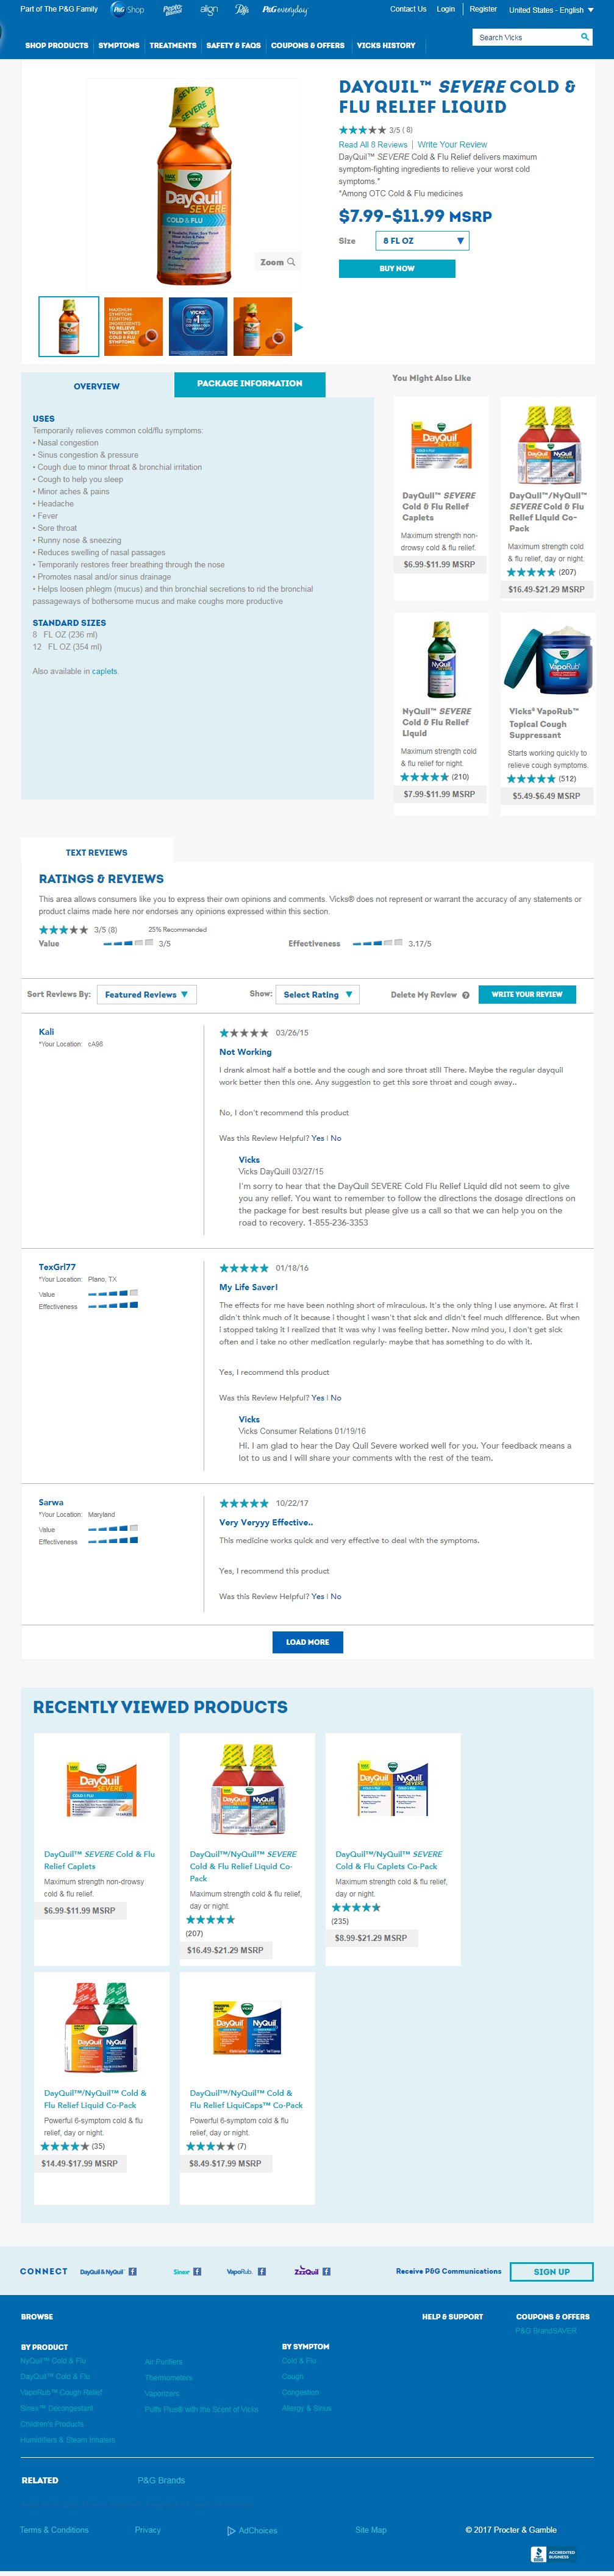 Part of The P&G Family
P&G Shop
Pepto Bismol
align
Puffs
P&G everyday
Contact Us
Login
Register
United States - English
SHOP PRODUCTS
SYMPTOMS
TREATMENTS
SAFETY & FAQS
COUPONS & OFFERS
VICKS HISTORY
Search Vicks
DAYQUIL™ SEVERE COLD &
FLU RELIEF LIQUID
3/5 ( 8)
Read All 8 Reviews | Write Your Review
DayQuil™ SEVERE Cold & Flu Relief delivers maximum
symptom-fighting ingredients to relieve your worst cold
symptoms.*
*Among OTC Cold & Flu medicines
$7.99-$11.99 MSRP
Size
8 FL OZ
BUY NOW
VICKS
DayQuil
SEVERE
COLD & FLU
Zoom
OVERVIEW
PACKAGE INFORMATION
USES
Temporarily relieves common cold/flu symptoms:
• Nasal congestion
• Sinus congestion & pressure
• Cough due to minor throat & bronchial irritation
• Cough to help you sleep
• Minor aches & pains
• Headache
• Fever
• Sore throat
• Runny nose & sneezing
• Reduces swelling of nasal passages
• Temporarily restores freer breathing through the nose
• Promotes nasal and/or sinus drainage
• Helps loosen phlegm (mucus) and thin bronchial secretions to rid the bronchial
passageways of bothersome mucus and make coughs more productive
STANDARD SIZES
8 FL OZ (236 ml)
12 FL OZ (354 ml)
Also available in caplets.
You Might Also Like
DayQuil™ SEVERE
Cold & Flu Relief
Caplets
Maximum strength non-
drowsy cold & flu relief.
$6.99-$11.99 MSRP
DayQuil™/NyQuil™
SEVERE Cold & Flu
Relief Liquid Co-
Pack
Maximum strength cold
& flu relief, day or night.
(207)
$16.49-$21.29 MSRP
NyQuil™ SEVERE
Cold & Flu Relief
Liquid
Maximum strength cold
& flu relief for night.
(210)
$7.99-$11.99 MSRP
Vicks® VapoRub™
Topical Cough
Suppressant
Starts working quickly to
relieve cough symptoms.
(512)
$5.49-$6.49 MSRP
TEXT REVIEWS
RATINGS & REVIEWS
This area allows consumers like you to express their own opinions and comments. Vicks® does not represent or warrant the accuracy of any statements or
product claims made here nor endorses any opinions expressed within this section.
3/5 (8)
25% Recommended
Value
3/5
Effectiveness
3.17/5
Sort Reviews By:
Featured Reviews
Show:
Select Rating
Delete My Review
WRITE YOUR REVIEW
Kali
*Your Location: cA96
03/26/15
Not Working
I drank almost half a bottle and the cough and sore throat still There. Maybe the regular dayquil
work better then this one. Any suggestion to get this sore throat and cough away..
No, I don't recommend this product
Was this Review Helpful? Yes | No
Vicks
Vicks DayQuill 03/27/15
I'm sorry to hear that the DayQuil SEVERE Cold Flu Relief Liquid did not seem to give
you any relief. You want to remember to follow the directions the dosage directions on
the package for best results but please give us a call so that we can help you on the
road to recovery. 1-855-236-3353
TexGrl77
*Your Location: Plano, TX
Value
Effectiveness
01/18/16
My Life Saver!
The effects for me have been nothing short of miraculous. It's the only thing I use anymore. At first I
didn't think much of it because i thought i wasn't that sick and didn't feel much difference. But when
i stopped taking it I realized that it was why I was feeling better. Now mind you, I don't get sick
often and i take no other medication regularly- maybe that has something to do with it.
Yes, I recommend this product
Was this Review Helpful? Yes | No
Vicks
Vicks Consumer Relations 01/19/16
Hi. I am glad to hear the Day Quil Severe worked well for you. Your feedback means a
lot to us and I will share your comments with the rest of the team.
Sarwa
*Your Location: Maryland
Value
Effectiveness
10/22/17
Very Veryyy Effective..
This medicine works quick and very effective to deal with the symptoms.
Yes, I recommend this product
Was this Review Helpful? Yes | No
LOAD MORE
RECENTLY VIEWED PRODUCTS
DayQuil™ SEVERE Cold & Flu
Relief Caplets
Maximum strength non-drowsy
cold & flu relief.
$6.99-$11.99 MSRP
DayQuil™/NyQuil™ SEVERE
Cold & Flu Relief Liquid Co-
Pack
Maximum strength cold & flu relief,
day or night.
(207)
$16.49-$21.29 MSRP
DayQuil™/NyQuil™ SEVERE
Cold & Flu Caplets Co-Pack
Maximum strength cold & flu relief,
day or night.
(235)
$8.99-$21.29 MSRP
DayQuil™/NyQuil™ Cold &
Flu Relief Liquid Co-Pack
Powerful 6-symptom cold & flu
relief, day or night.
(35)
$14.49-$17.99 MSRP
DayQuil™/NyQuil™ Cold &
Flu Relief LiquiCaps™ Co-Pack
Powerful 6-symptom cold & flu
relief, day or night.
(7)
$8.49-$17.99 MSRP
CONNECT
DayQuil & NyQuil
Sinex
VapoRub
ZzzQuil
Receive P&G Communications
SIGN UP
BROWSE
HELP & SUPPORT
COUPONS & OFFERS
P&G BrandSAVER
BY PRODUCT
NyQuil™ Cold & Flu
DayQuil™ Cold & Flu
VapoRub™ Cough Relief
Sinex™ Decongestant
Children's Products
Humidifiers & Steam Inhalers
Air Purifiers
Thermometers
Vaporizers
Puffs Plus® with the Scent of Vicks
BY SYMPTOM
Cold & Flu
Cough
Congestion
Allergy & Sinus
RELATED
P&G Brands
Terms & Conditions
Privacy
AdChoices
Site Map
© 2017 Procter & Gamble
BBB
ACCREDITED
BUSINESS